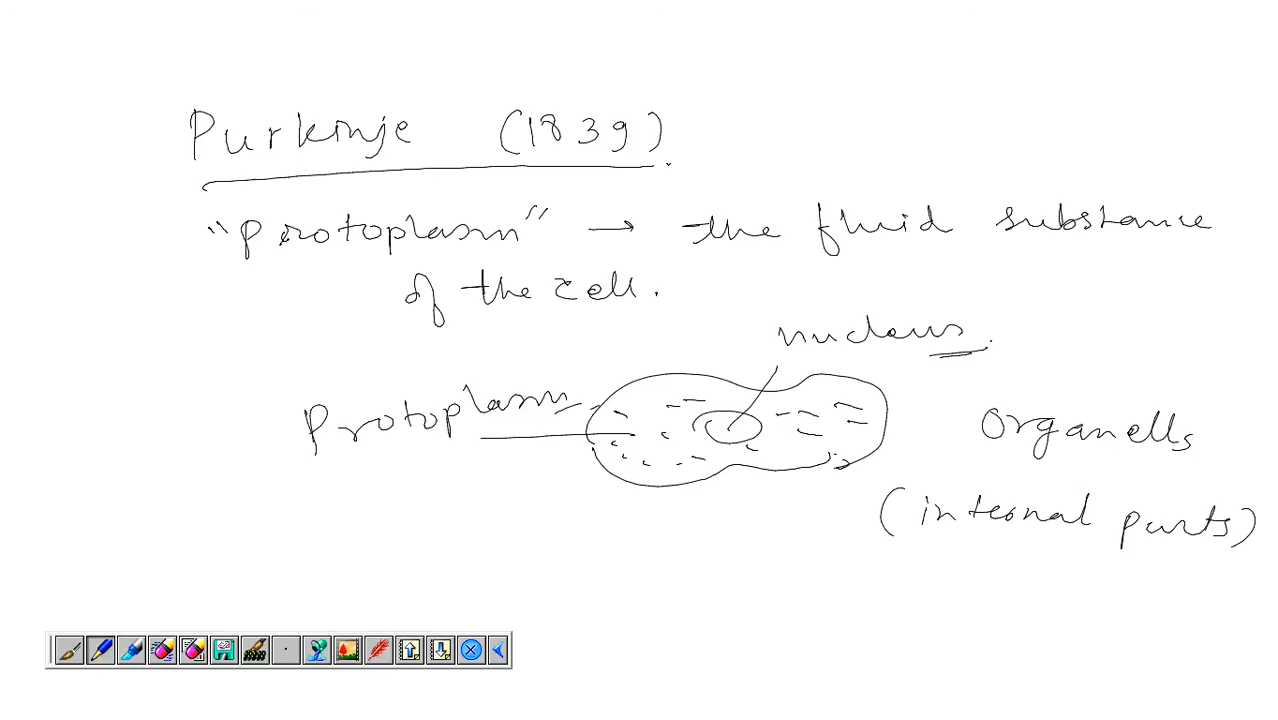 Purkinje (1839)
"protoplasm" → the fluid substance
of the cell.
nucleus.
Protoplasm
organells
(internal parts)